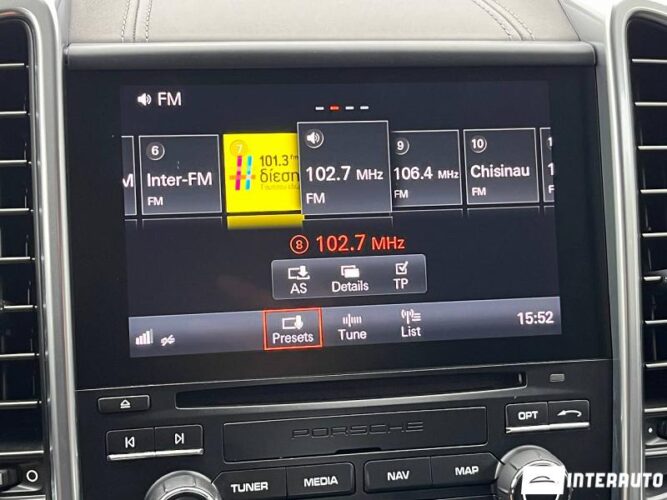 FM
6
Inter-FM
FM
7
101.3 fm
δίεση
102.7 MHz
FM
9
106.4 MHz
FM
10
Chisinau
FM
8 102.7 MHz
AS
Details
TP
Presets
Tune
List
15:52
PORSCHE
OPT
TUNER
MEDIA
NAV
MAP
INTERAUTO